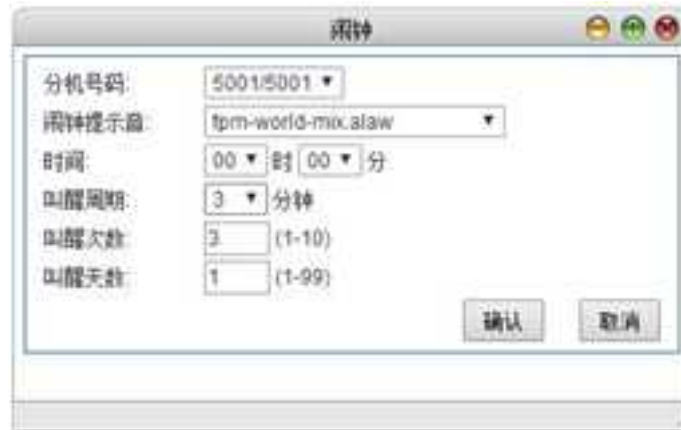 闹钟
分机号码: 5001/5001
闹钟提示音: fpm-world-mix.alaw
时间: 00 时 00 分
叫醒周期: 3 分钟
叫醒次数: 3 (1-10)
叫醒天数: 1 (1-99)
确认 取消